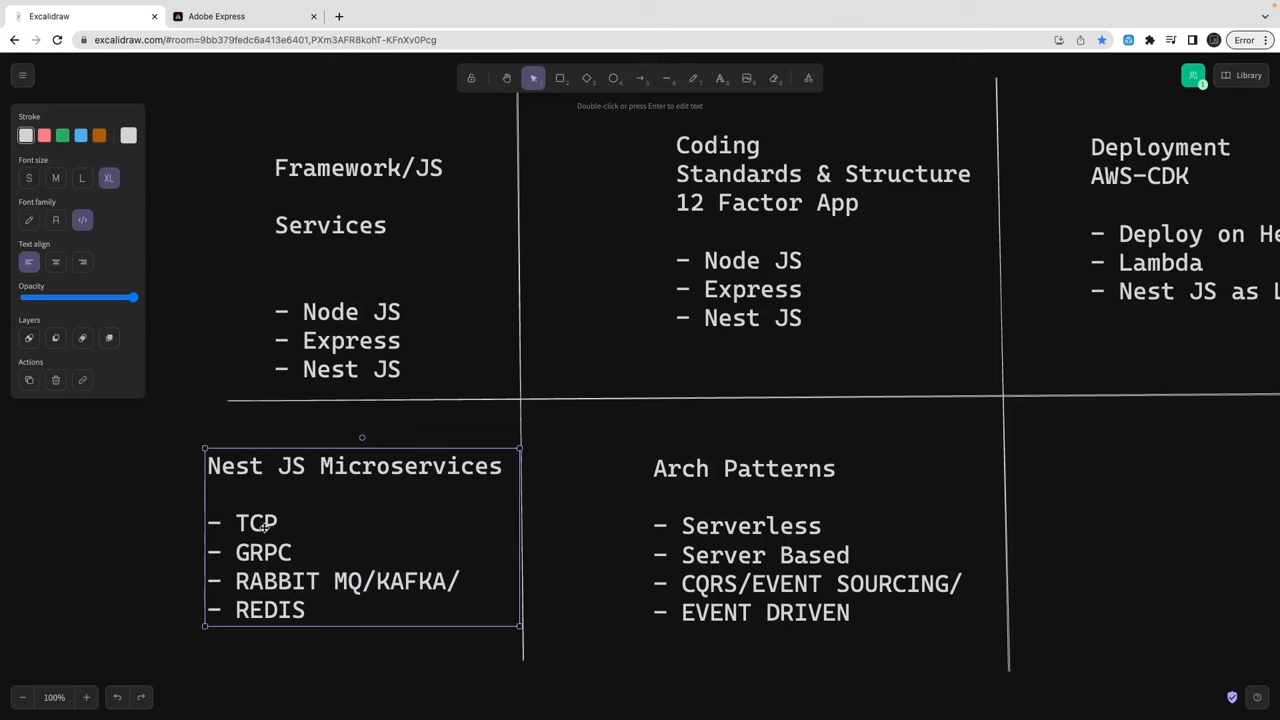 Excalidraw
Adobe Express
excalidraw.com/#room=9bb379fedc6a413e6401,PXm3AFR8kohT-KFnXv0Pcg
Error
Library
1
Double-click or press Enter to edit text
Stroke
Font size
S M L XL
Font family
A
Text align
Opacity
Layers
Actions
Framework/JS
Services
- Node JS
- Express
- Nest JS
Coding
Standards & Structure
12 Factor App
- Node JS
- Express
- Nest JS
Deployment
AWS-CDK
- Deploy on He
- Lambda
- Nest JS as L
Nest JS Microservices
- TCP
- GRPC
- RABBIT MQ/KAFKA/
- REDIS
Arch Patterns
- Serverless
- Server Based
- CQRS/EVENT SOURCING/
- EVENT DRIVEN
100%